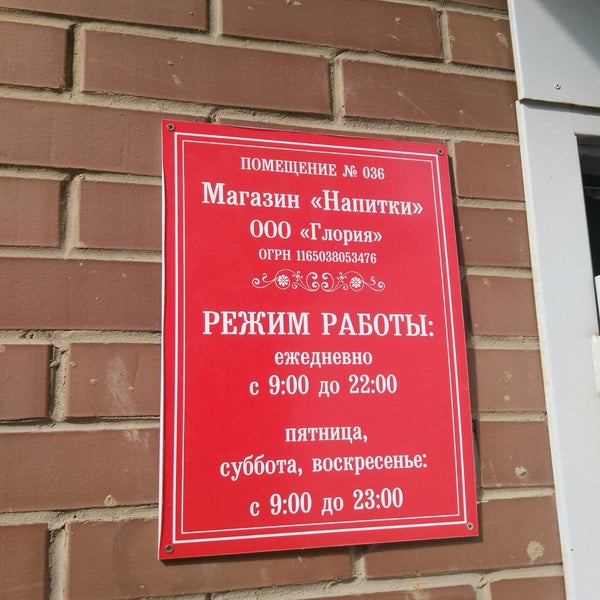 ПОМЕЩЕНИЕ № 036
Магазин «Напитки»
ООО «Глория»
ОГРН 1165038053476
РЕЖИМ РАБОТЫ:
ежедневно
с 9:00 до 22:00
пятница,
суббота, воскресенье:
с 9:00 до 23:00